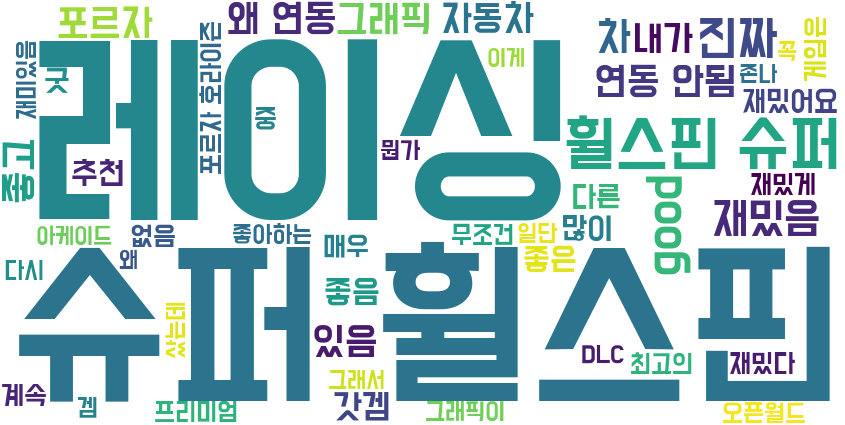 포르자
왜 연동
그래픽
자동차
차
내가
진짜
꼭
게임은
재미있음
굿
레이싱
포르자 호라이즌
중
이게
연동 안됨
존나
재밌어요
좋고
추천
뭔가
휠스핀 슈퍼
다른
good
재밌게
재밌음
아케이드
없음
왜
좋아하는
매우
무조건
일단
많이
좋은
다시
슈퍼
휠스핀
좋음
샀는데
있음
DLC
최고의
재밌다
계속
겜
프리미엄
그래서
갓겜
그래픽이
오픈월드